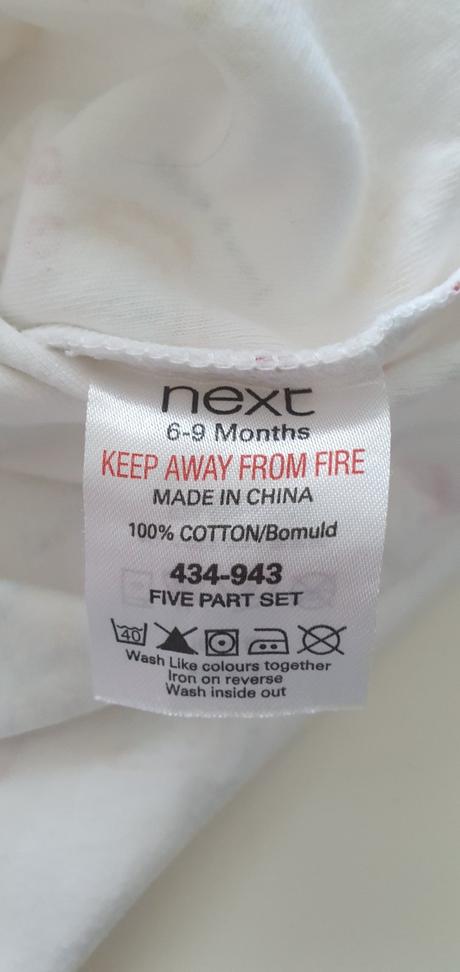 next
6-9 Months
KEEP AWAY FROM FIRE
MADE IN CHINA
100% COTTON/Bomuld
434-943
FIVE PART SET
40
Wash Like colours together
Iron on reverse
Wash inside out